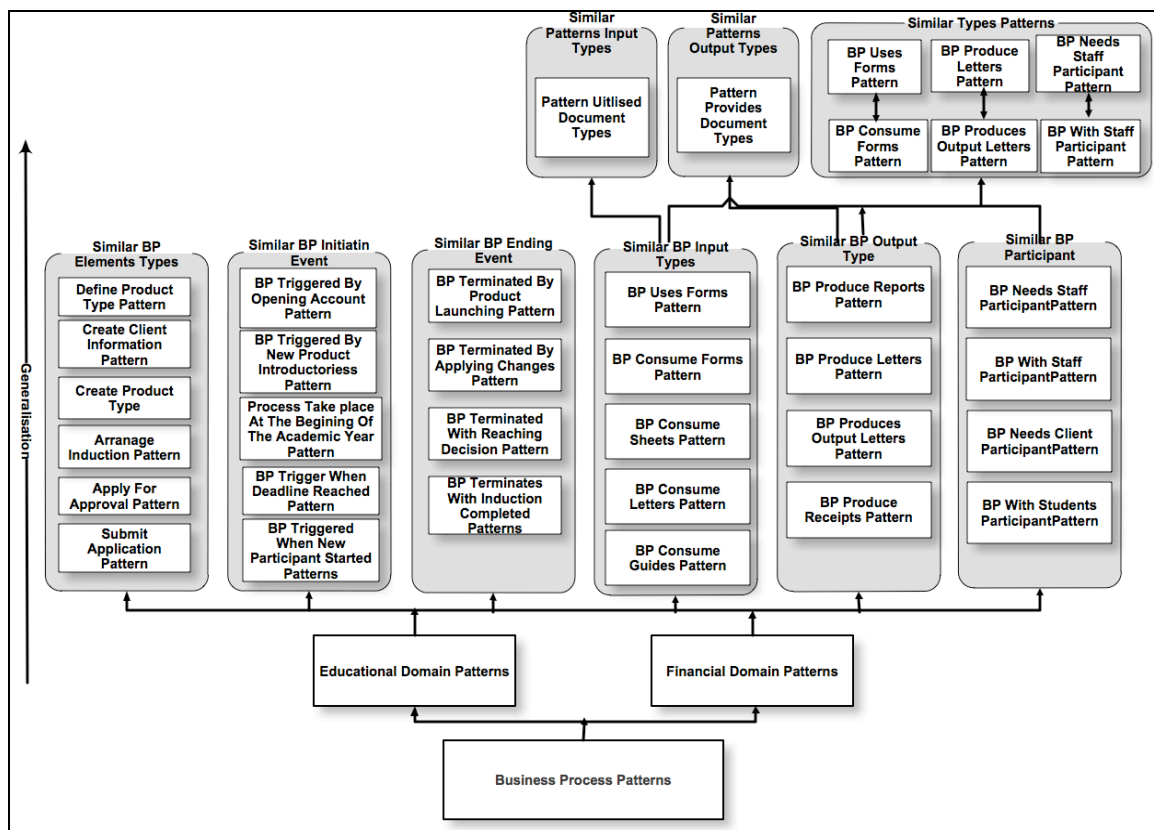 Similar
Patterns Input
Types
Pattern Uitlised
Document
Types
Similar
Patterns
Output Types
Pattern
Provides
Document
Types
Similar Types Patterns
BP Uses
Forms
Pattern
BP Produce
Letters
Pattern
BP Needs
Staff
Participant
Pattern
BP Consume
Forms
Pattern
BP Produces
Output Letters
Pattern
BP With Staff
Participant
Pattern
Generalisation
Similar BP
Elements Types
Define Product
Type Pattern
Create Client
Information
Pattern
Create Product
Type
Arranage
Induction Pattern
Apply For
Approval Pattern
Submit
Application
Pattern
Similar BP Initiatin
Event
BP Triggered By
Opening Account
Pattern
BP Triggered By
New Product
Introductoriess
Pattern
Process Take place
At The Begining Of
The Academic Year
Pattern
BP Trigger When
Deadline Reached
Pattern
BP Triggered
When New
Participant Started
Patterns
Similar BP Ending
Event
BP Terminated By
Product
Launching Pattern
BP Terminated By
Applying Changes
Pattern
BP Terminated
With Reaching
Decision Pattern
BP Terminates
With Induction
Completed
Patterns
Similar BP Input
Types
BP Uses Forms
Pattern
BP Consume Forms
Pattern
BP Consume
Sheets Pattern
BP Consume
Letters Pattern
BP Consume
Guides Pattern
Similar BP Output
Type
BP Produce Reports
Pattern
BP Produce Letters
Pattern
BP Produces
Output Letters
Pattern
BP Produce
Receipts Pattern
Similar BP
Participant
BP Needs Staff
ParticipantPattern
BP With Staff
ParticipantPattern
BP Needs Client
ParticipantPattern
BP With Students
ParticipantPattern
Educational Domain Patterns
Financial Domain Patterns
Business Process Patterns